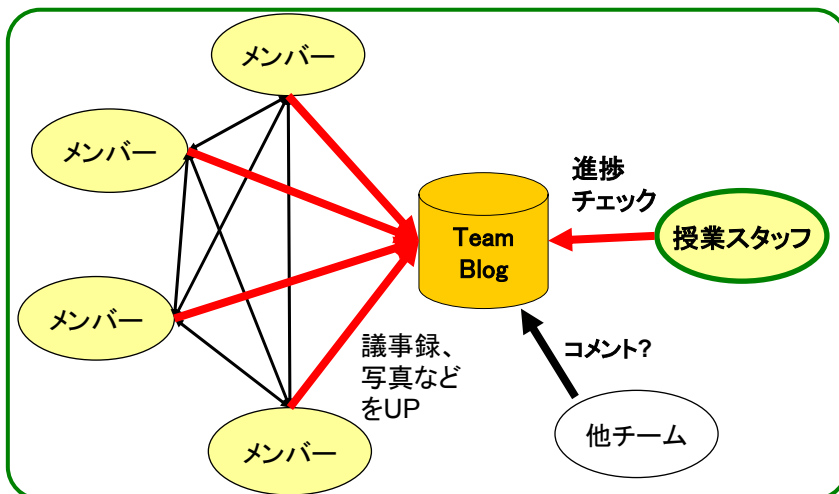 メンバー
メンバー
メンバー
メンバー
Team
Blog
進捗
チェック
授業スタッフ
議事録、
写真など
をUP
コメント?
他チーム